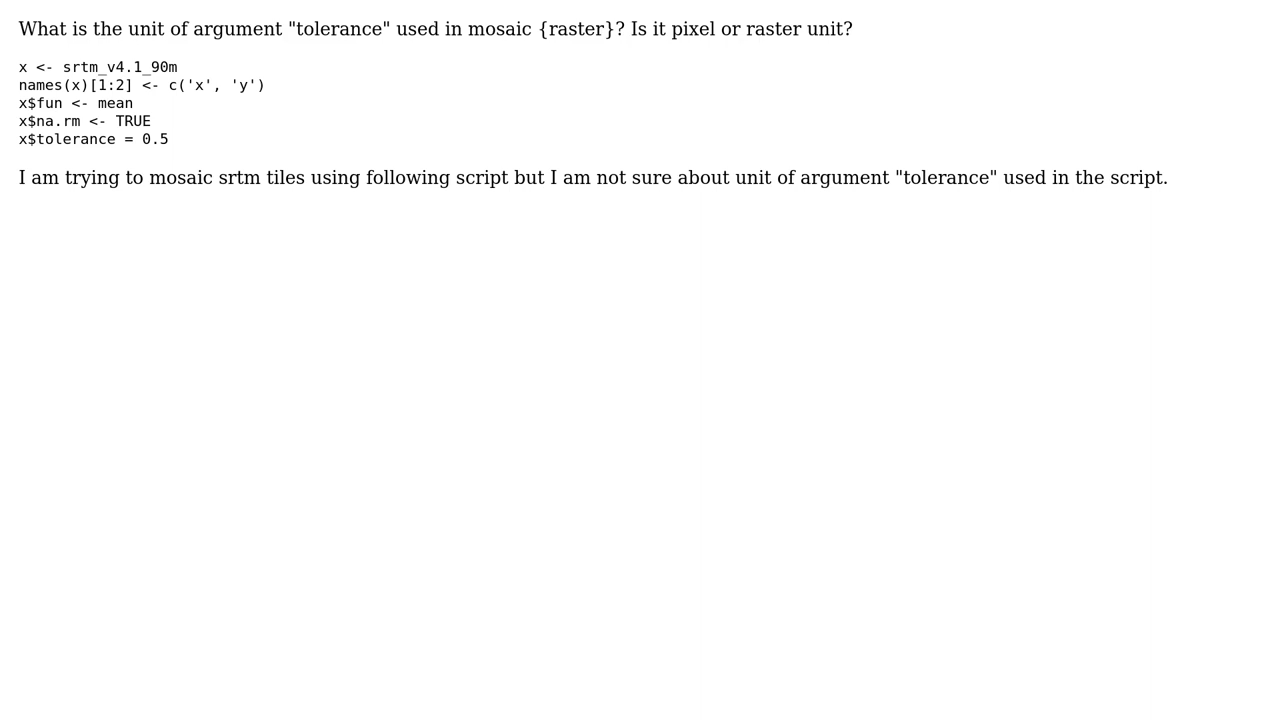 What is the unit of argument "tolerance" used in mosaic {raster}? Is it pixel or raster unit?
x <- srtm_v4.1_90m
names(x)[1:2] <- c('x', 'y')
x$fun <- mean
x$na.rm <- TRUE
x$tolerance = 0.5
I am trying to mosaic srtm tiles using following script but I am not sure about unit of argument "tolerance" used in the script.